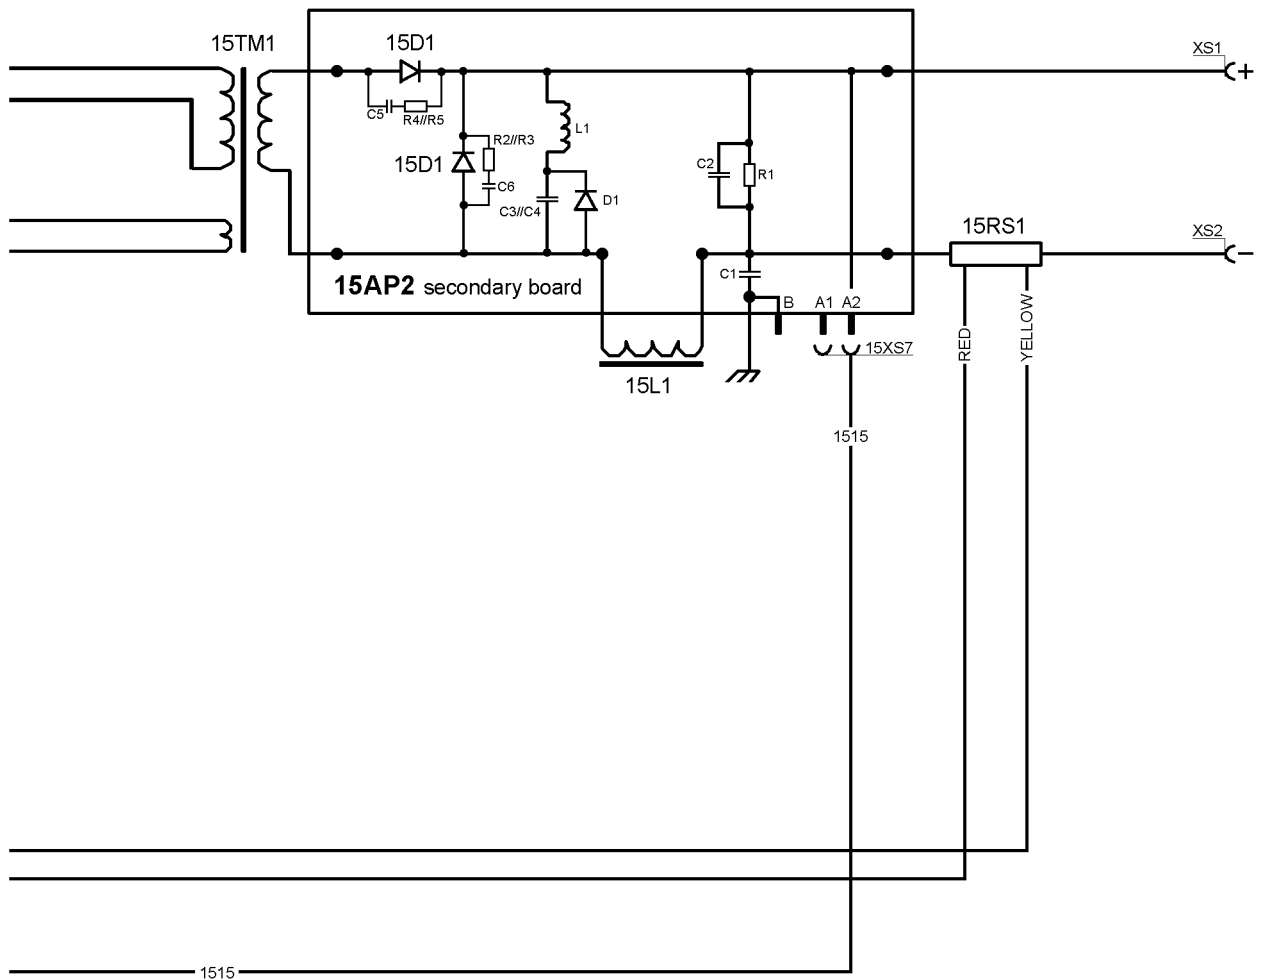 15TM1
15D1
XS1
+
C5
R4//R5
L1
R2//R3
15D1
C6
C3//C4
D1
C2
R1
15RS1
XS2
−
15AP2 secondary board
C1
B
A1
A2
15XS7
RED
YELLOW
15L1
1515
1515